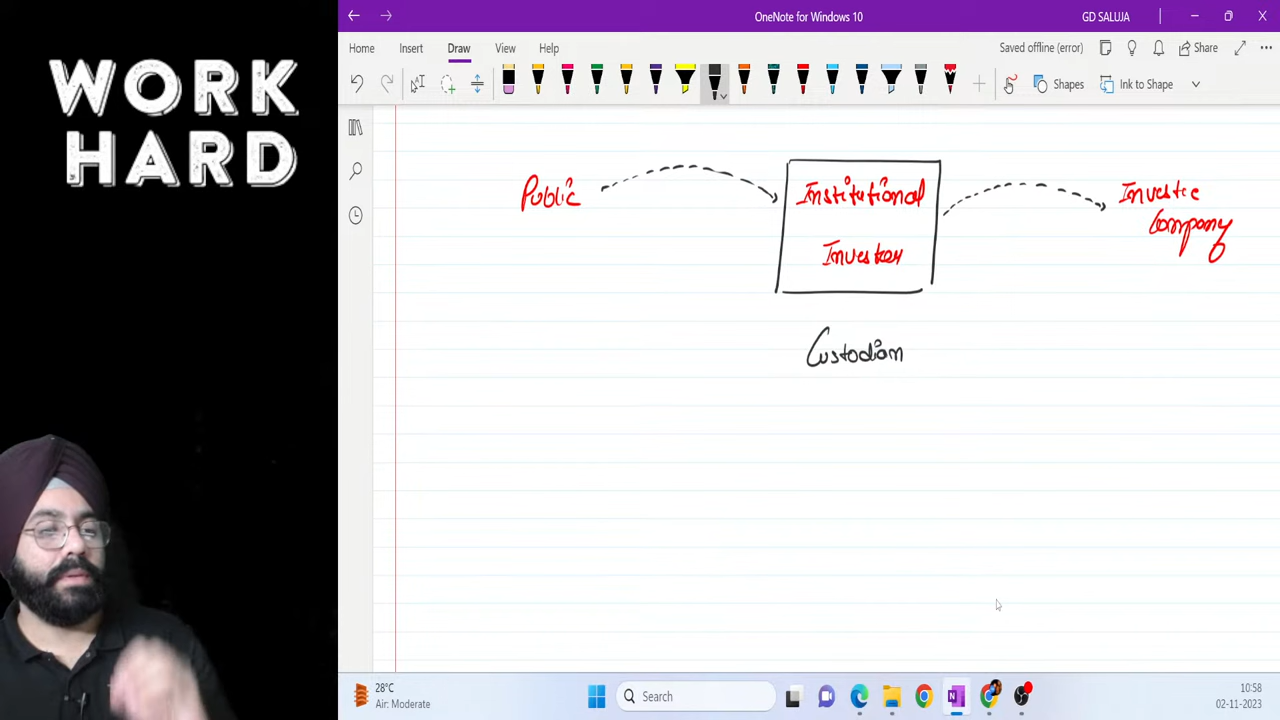 WORK
HARD
OneNote for Windows 10
GD SALUJA
Home Insert Draw View Help
Saved offline (error)
Share
Shapes
Ink to Shape
Public
Institutional
Investor
Investee
Company
Custodian
28°C
Air: Moderate
Search
10:58
02-11-2023